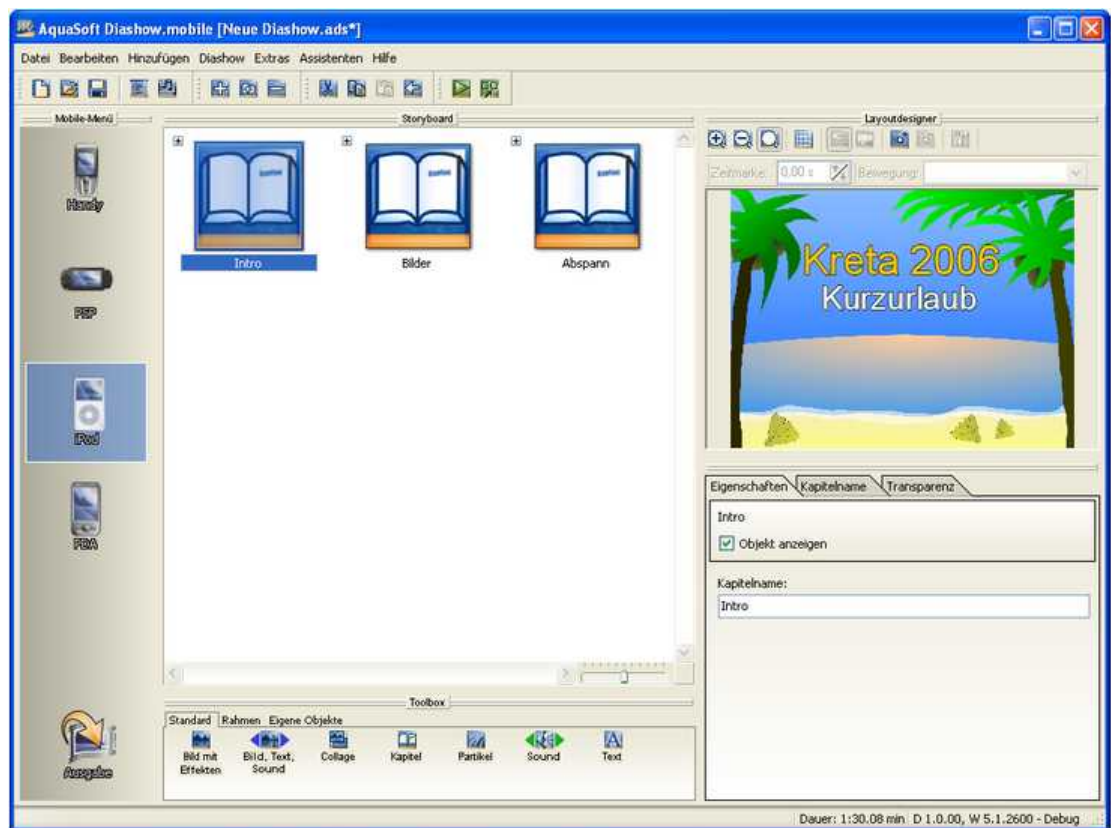 AquaSoft Diashow.mobile [Neue Diashow.ads*]
Datei Bearbeiten Hinzufügen Diashow Extras Assistenten Hilfe
Mobile-Menü
Storyboard
Layoutdesigner
Handy
PSP
iPod
PDA
Ausgabe
Intro
Bilder
Abspann
Zeitmarke: 0,00 s
Bewegung:
Kreta 2006
Kurzurlaub
Eigenschaften Kapitelname Transparenz
Intro
Objekt anzeigen
Kapitelname:
Intro
Toolbox
Standard Rahmen Eigene Objekte
Bild mit Effekten
Bild, Text, Sound
Collage
Kapitel
Partikel
Sound
Text
Dauer: 1:30.08 min D 1.0.00, W 5.1.2600 - Debug